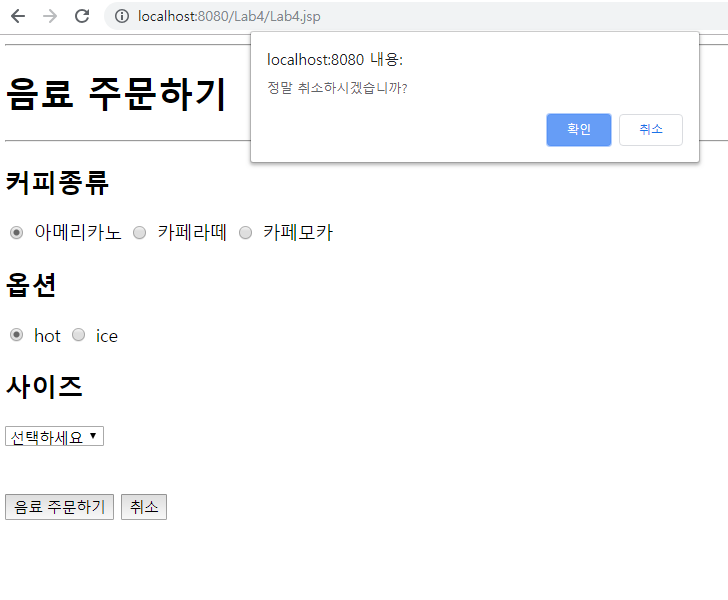 localhost:8080/Lab4/Lab4.jsp
localhost:8080 내용:
정말 취소하시겠습니까?
확인 취소
음료 주문하기
커피종류
아메리카노 카페라떼 카페모카
옵션
hot ice
사이즈
선택하세요
음료 주문하기 취소